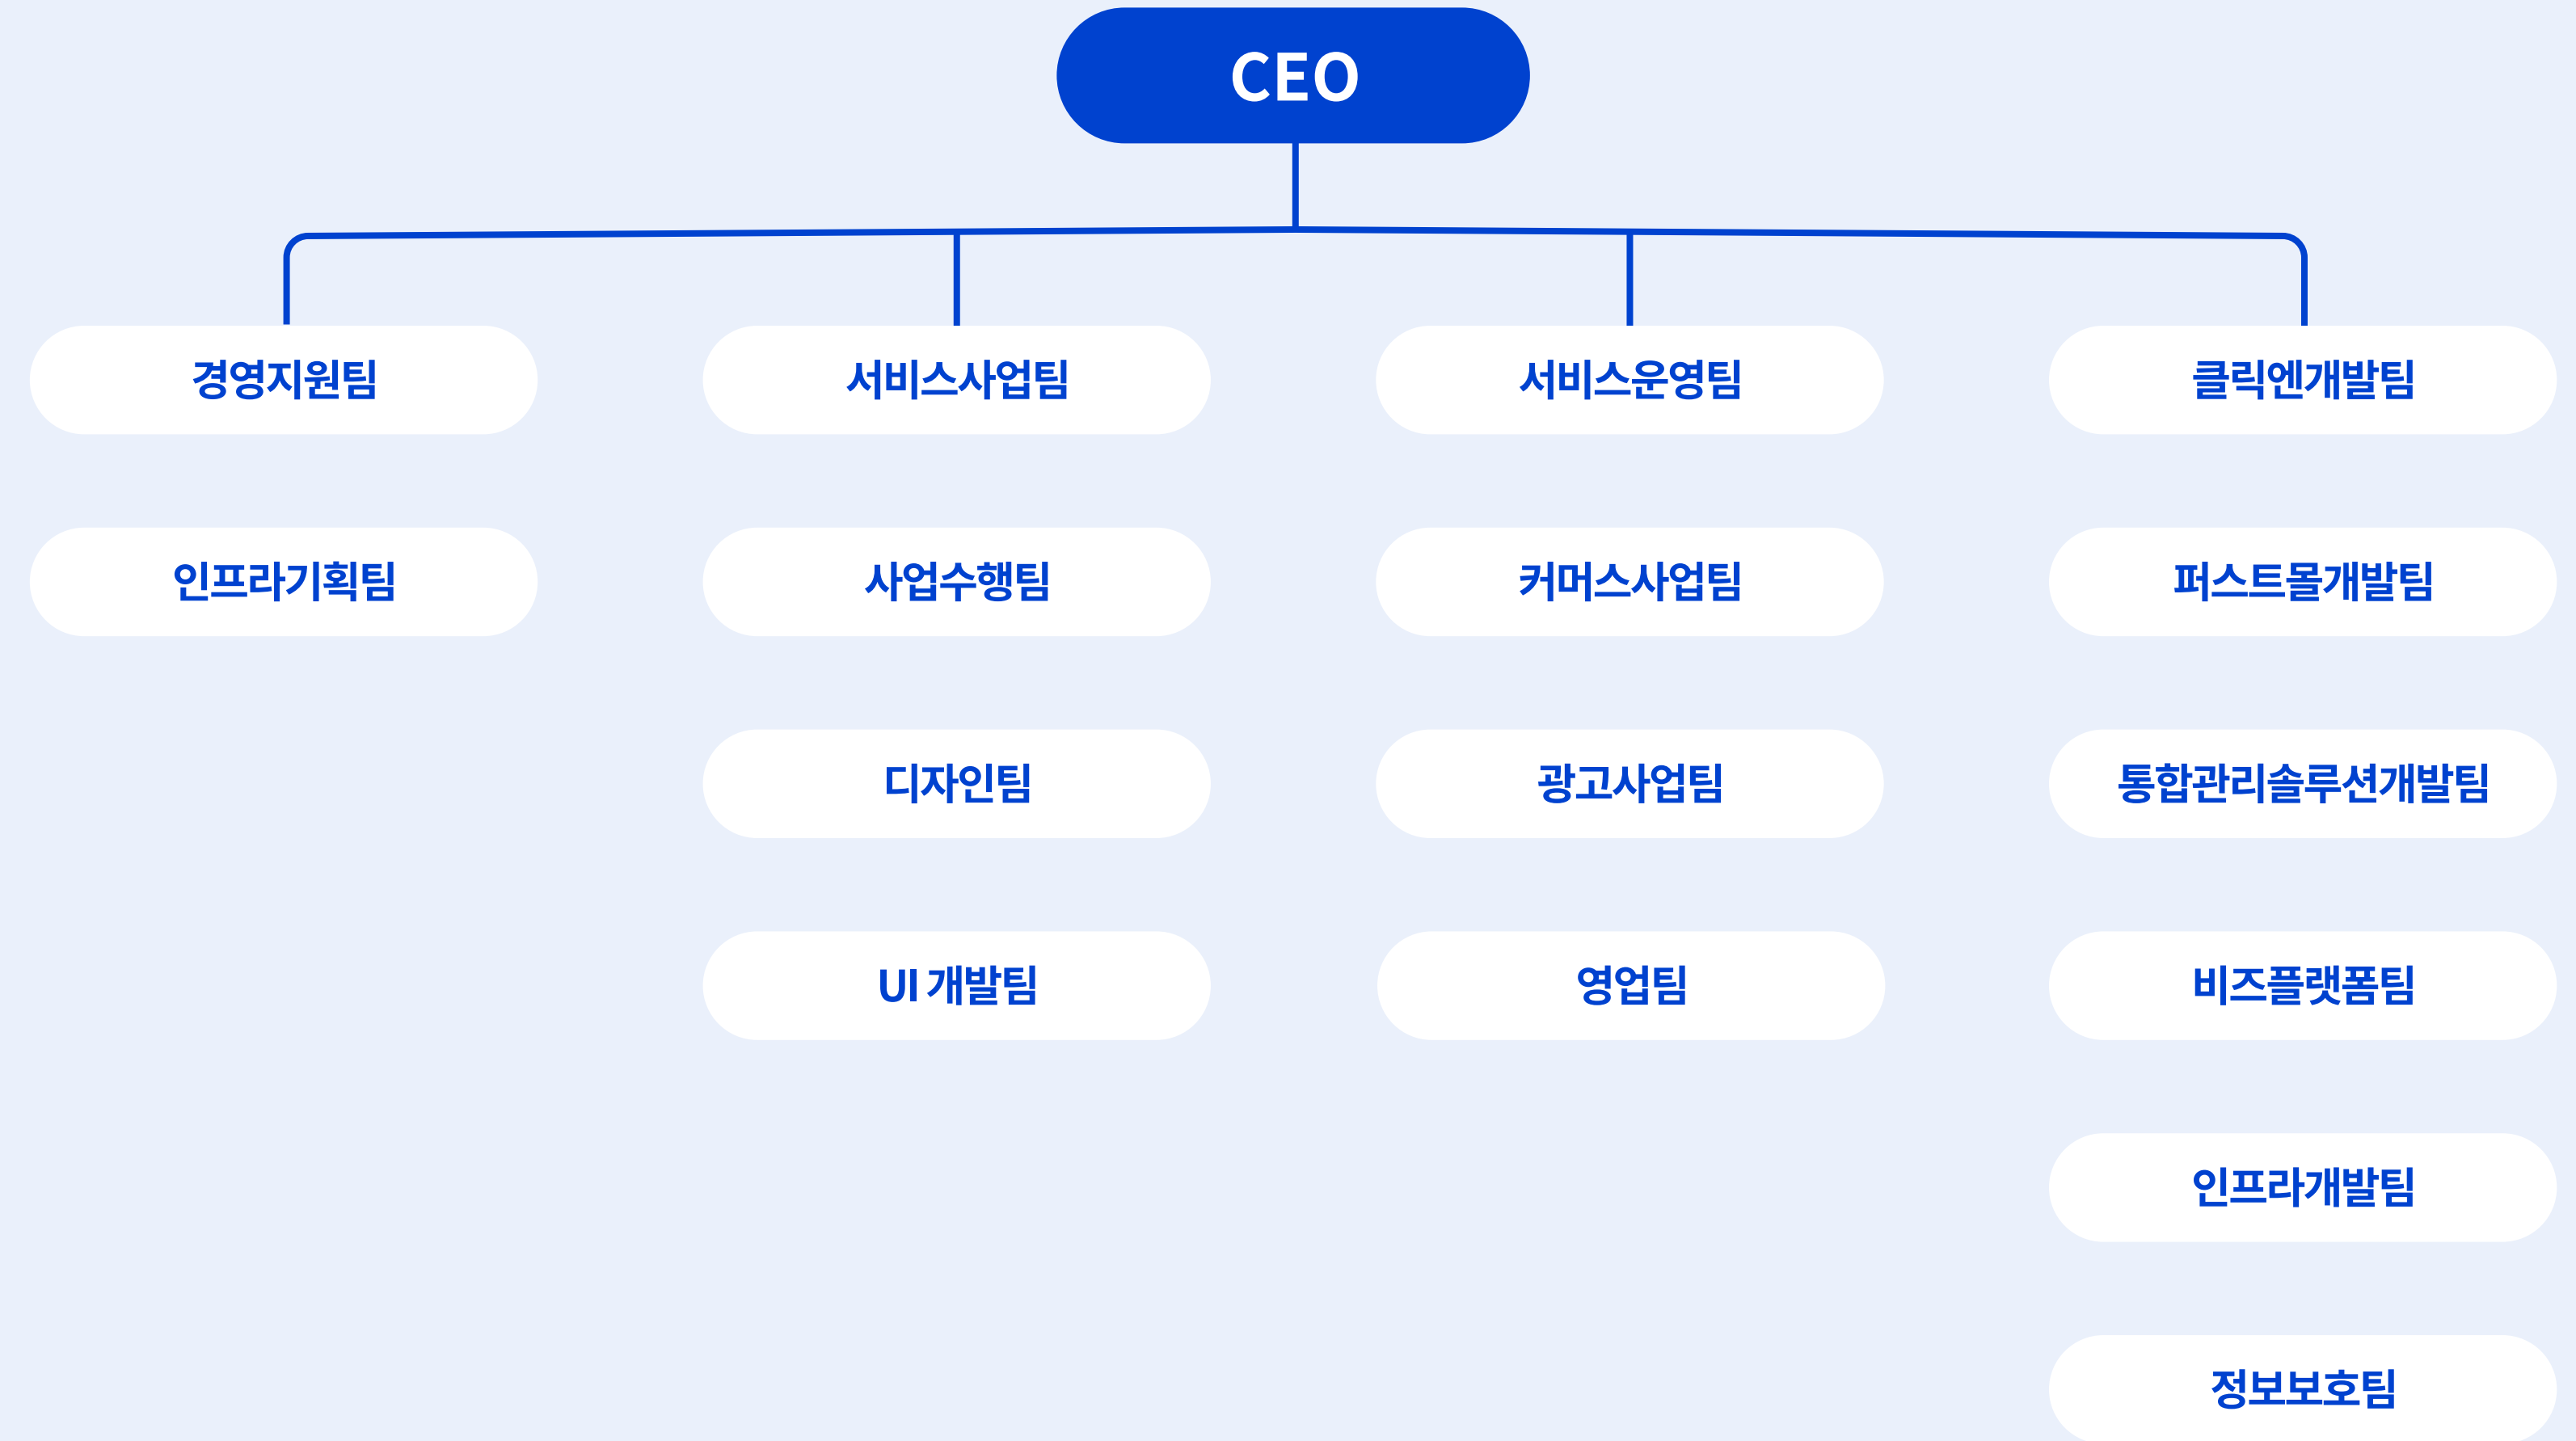 CEO
경영지원팀
서비스사업팀
서비스운영팀
클릭엔개발팀
인프라기획팀
사업수행팀
커머스사업팀
퍼스트몰개발팀
디자인팀
광고사업팀
통합관리솔루션개발팀
UI 개발팀
영업팀
비즈플랫폼팀
인프라개발팀
정보보호팀